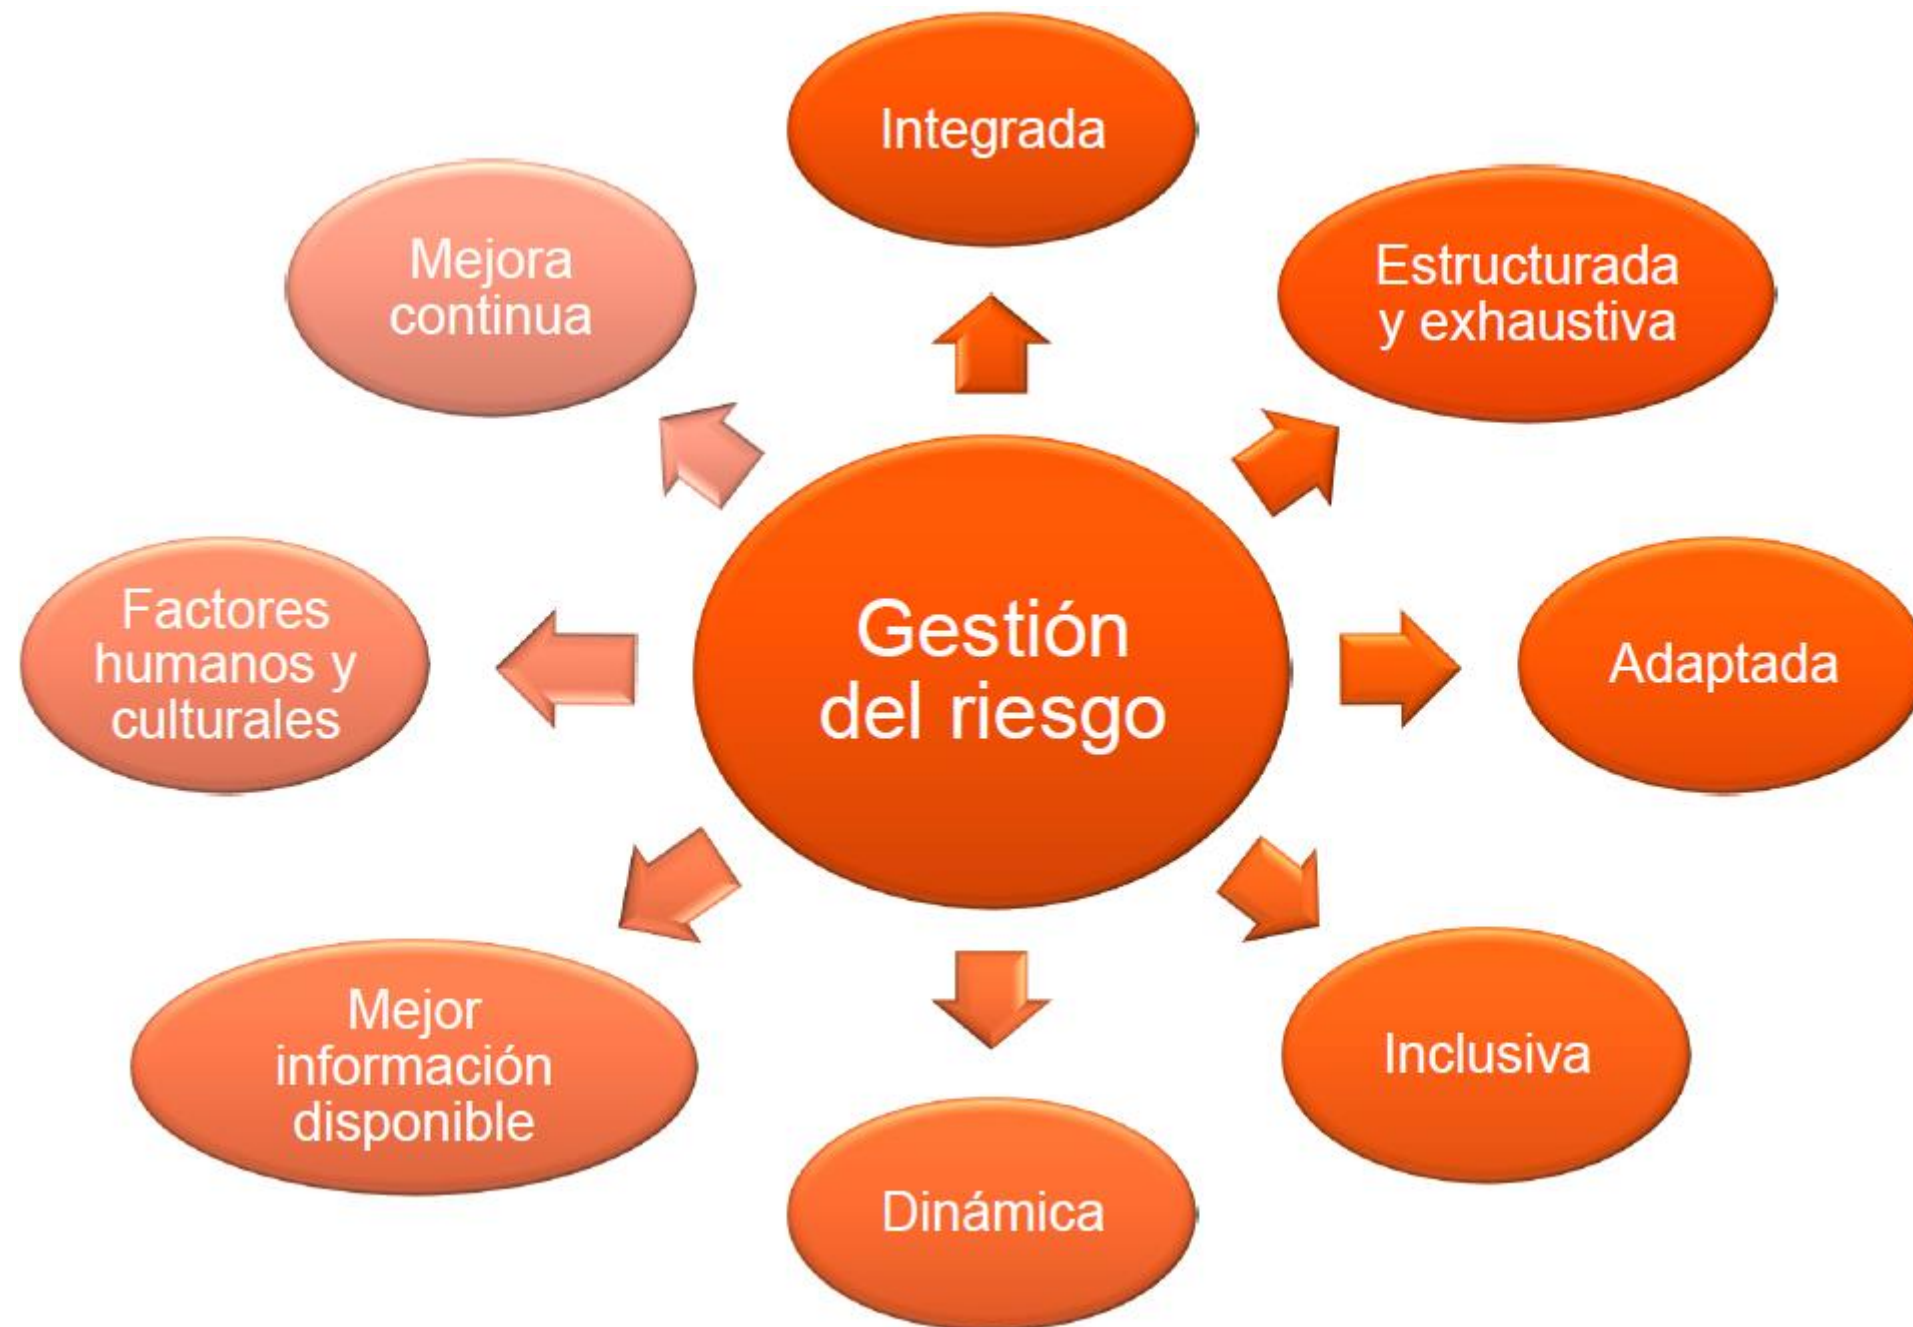 Integrada
Estructurada
y exhaustiva
Adaptada
Inclusiva
Dinámica
Mejor
información
disponible
Factores
humanos y
culturales
Mejora
continua
Gestión
del riesgo